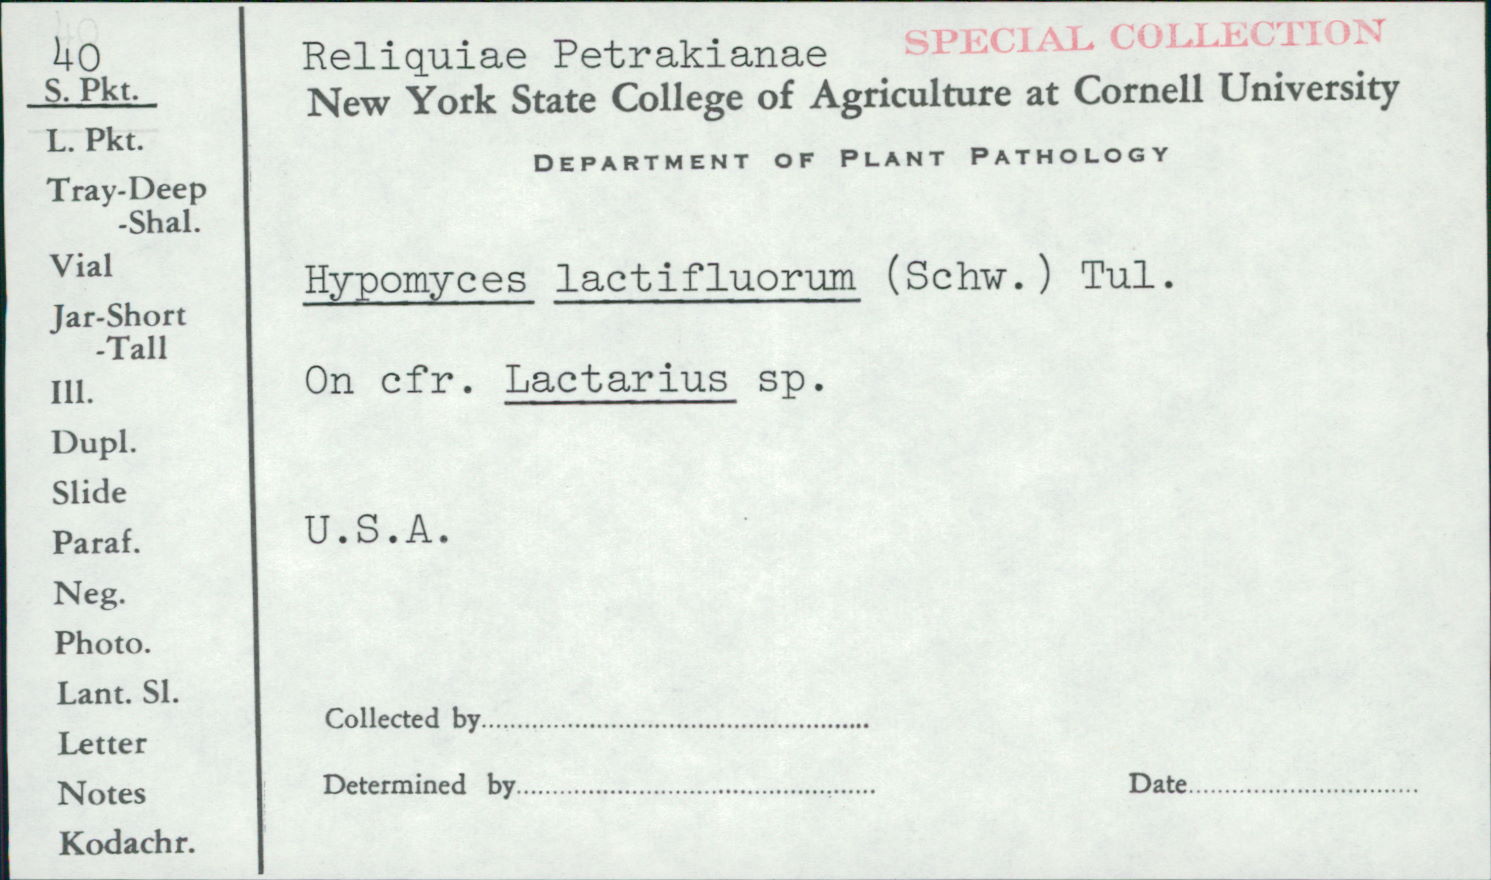 40
S. Pkt.
L. Pkt.
Tray-Deep
-Shal.
Vial
Jar-Short
-Tall
Ill.
Dupl.
Slide
Paraf.
Neg.
Photo.
Lant. Sl.
Letter
Notes
Kodachr.
Reliquiae Petrakianae
SPECIAL COLLECTION
New York State College of Agriculture at Cornell University
DEPARTMENT OF PLANT PATHOLOGY
Hypomyces lactifluorum (Schw.) Tul.
On cfr. Lactarius sp.
U.S.A.
Collected by
Determined by
Date